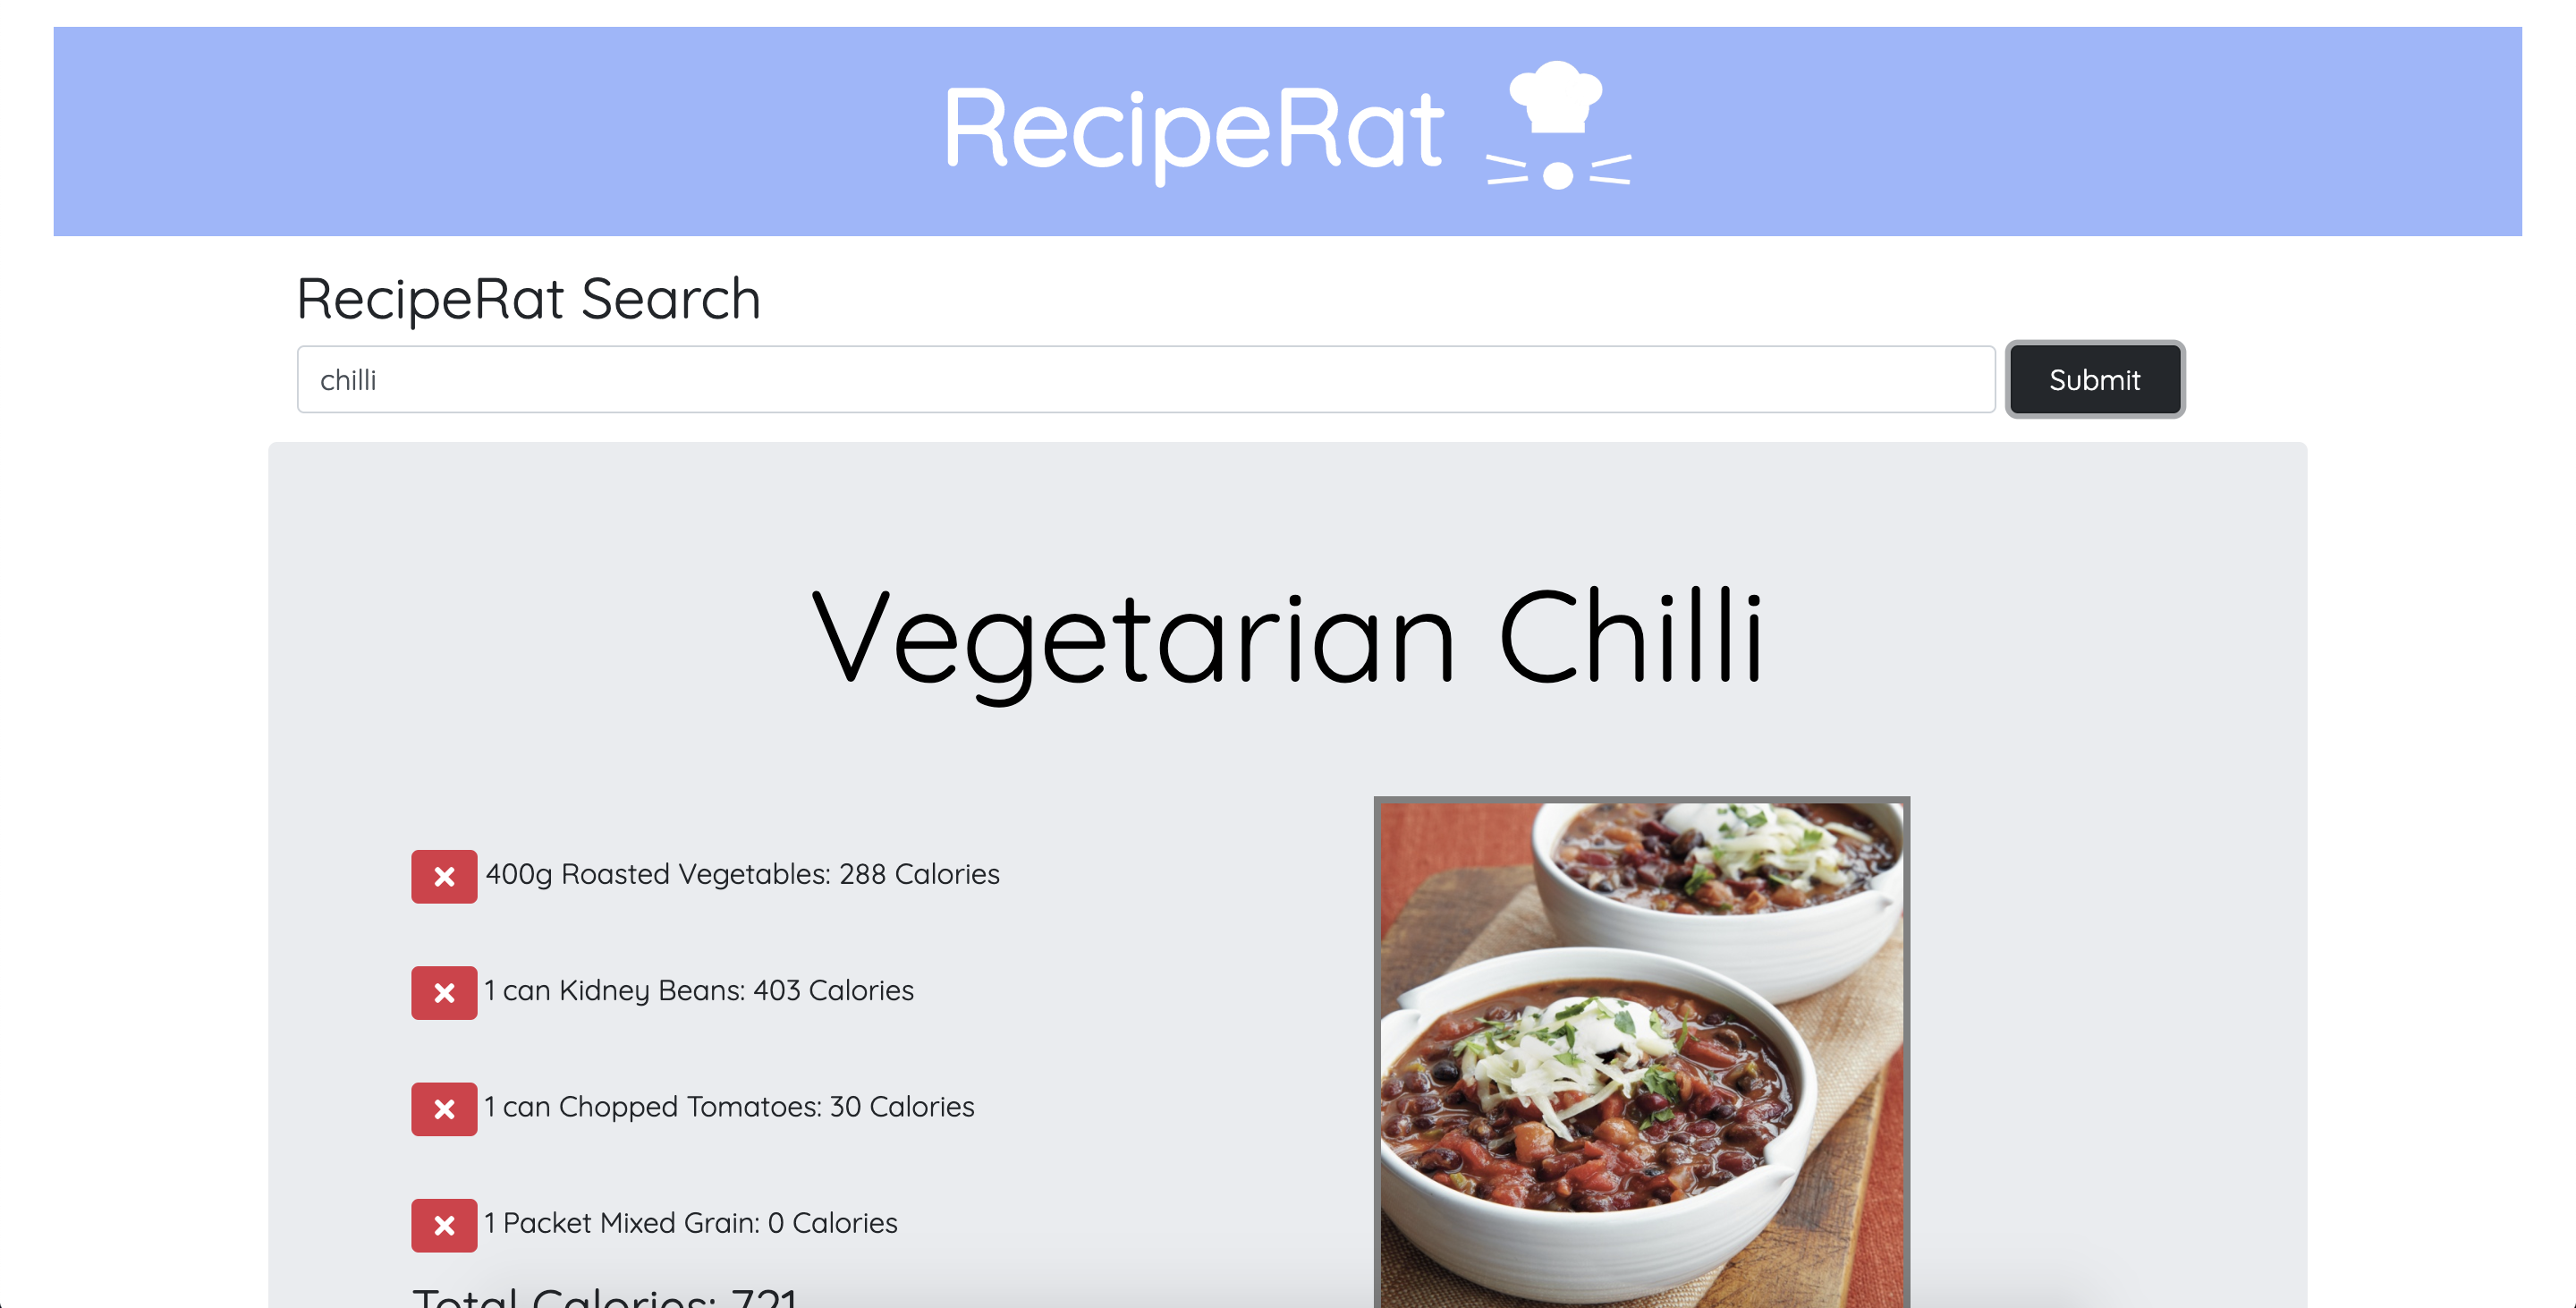 RecipeRat
RecipeRat Search
chilli
Submit
Vegetarian Chilli
400g Roasted Vegetables: 288 Calories
1 can Kidney Beans: 403 Calories
1 can Chopped Tomatoes: 30 Calories
1 Packet Mixed Grain: 0 Calories
Total Calories: 721